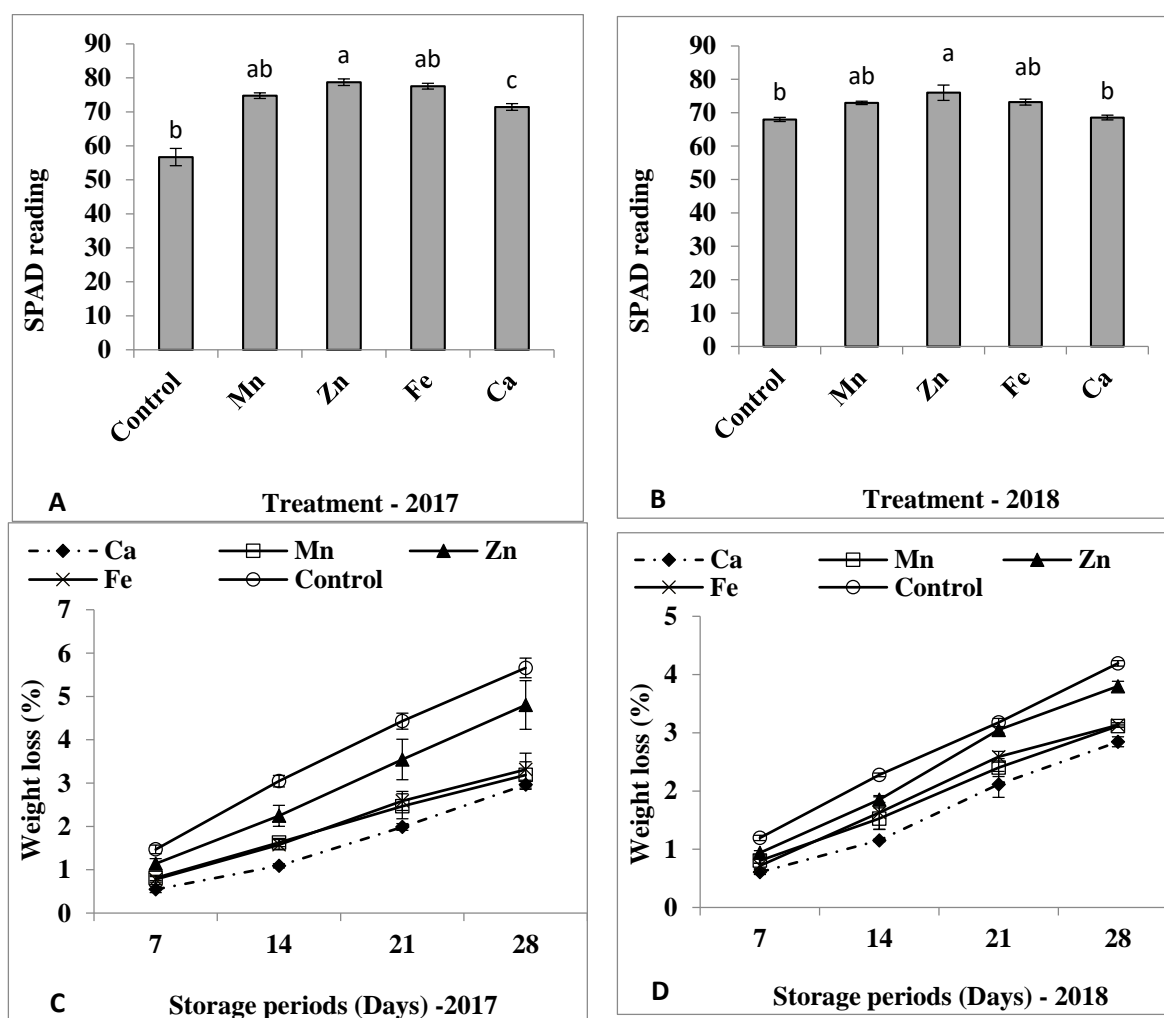 90
80
70
60
50
40
30
20
10
0
SPAD reading
b
ab
a
ab
c
Control
Mn
Zn
Fe
Ca
A
Treatment - 2017
90
80
70
60
50
40
30
20
10
0
SPAD reading
b
ab
a
ab
b
Control
Mn
Zn
Fe
Ca
B
Treatment - 2018
Ca Mn Zn
Fe Control
7
6
5
4
3
2
1
0
Weight loss (%)
7 14 21 28
C
Storage periods (Days) -2017
Ca Mn Zn
Fe Control
5
4
3
2
1
0
Weight loss (%)
7 14 21 28
D
Storage periods (Days) - 2018